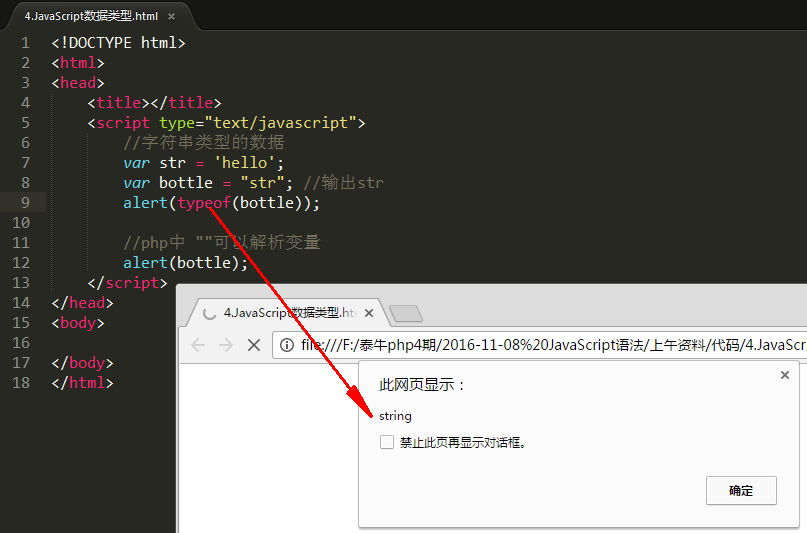 4.JavaScript数据类型.html ×
1 <!DOCTYPE html>
2 <html>
3 <head>
4 <title></title>
5 <script type="text/javascript">
6 //字符串类型的数据
7 var str = 'hello';
8 var bottle = "str"; //输出str
9 alert(typeof(bottle));
10
11 //php中 ""可以解析变量
12 alert(bottle);
13 </script>
14 </head>
15 <body>
16
17 </body>
18 </html>
4.JavaScript数据类型.ht ×
file:///F:/泰牛php4期/2016-11-08%20JavaScript语法/上午资料/代码/4.JavaScr
此网页显示：
string
禁止此页再显示对话框。
确定